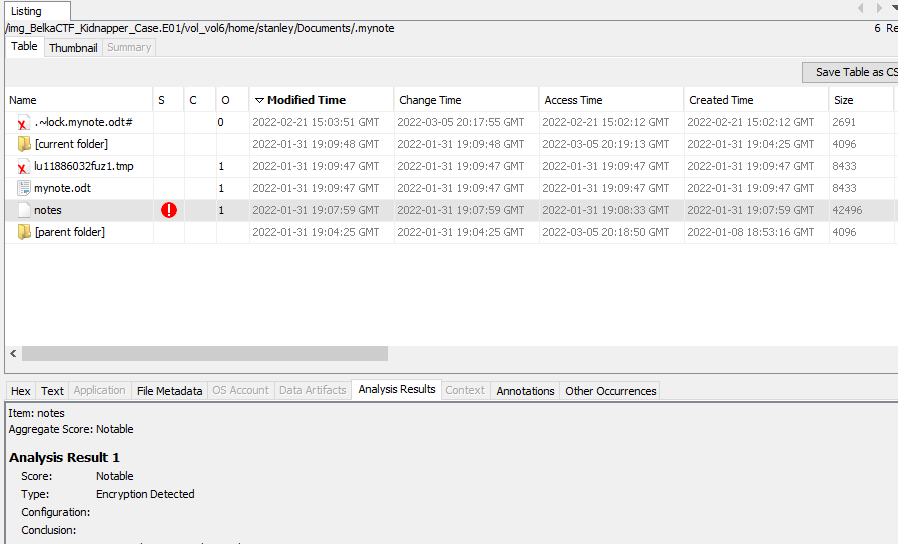 Listing
/img_BelkaCTF_Kidnapper_Case.E01/vol_vol6/home/stanley/Documents/.mynote 6 Re
Table Thumbnail Summary
Save Table as CS
Name S C O Modified Time Change Time Access Time Created Time Size
.~lock.mynote.odt# 0 2022-02-21 15:03:51 GMT 2022-03-05 20:17:55 GMT 2022-02-21 15:02:12 GMT 2022-02-21 15:02:12 GMT 2691
[current folder] 2022-01-31 19:09:48 GMT 2022-01-31 19:09:48 GMT 2022-03-05 20:19:13 GMT 2022-01-31 19:04:25 GMT 4096
lu11886032fuz1.tmp 1 2022-01-31 19:09:47 GMT 2022-01-31 19:09:47 GMT 2022-01-31 19:09:47 GMT 2022-01-31 19:09:47 GMT 8433
mynote.odt 1 2022-01-31 19:09:47 GMT 2022-01-31 19:09:47 GMT 2022-01-31 19:09:47 GMT 2022-01-31 19:09:47 GMT 8433
notes 1 2022-01-31 19:07:59 GMT 2022-01-31 19:07:59 GMT 2022-01-31 19:08:33 GMT 2022-01-31 19:07:59 GMT 42496
[parent folder] 2022-01-31 19:04:25 GMT 2022-01-31 19:04:25 GMT 2022-03-05 20:18:50 GMT 2022-01-08 18:53:16 GMT 4096
Hex Text Application File Metadata OS Account Data Artifacts Analysis Results Context Annotations Other Occurrences
Item: notes
Aggregate Score: Notable
Analysis Result 1
Score: Notable
Type: Encryption Detected
Configuration:
Conclusion: